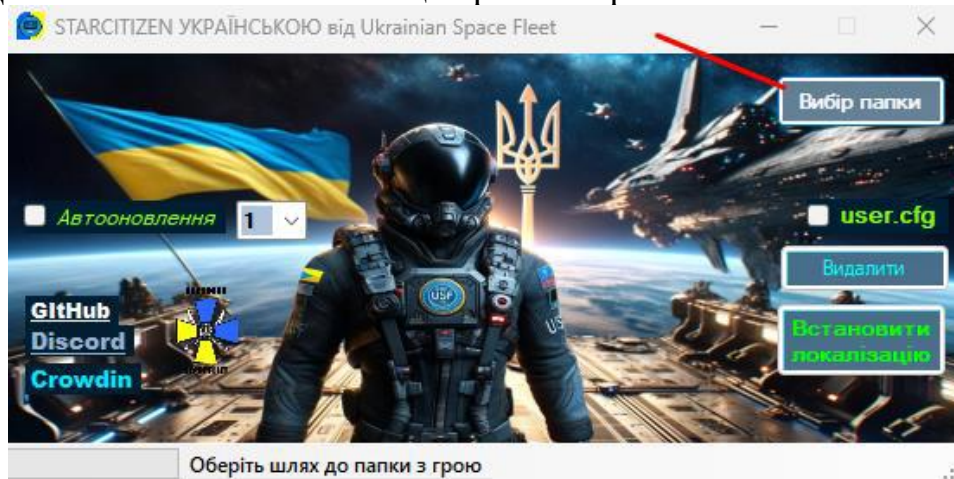 STARCITIZEN УКРАЇНСЬКОЮ від Ukrainian Space Fleet
Вибір папки
Автооновлення
1
user.cfg
Видалити
GItHub
Discord
Crowdin
USF
Встановити
локалізацію
Оберіть шлях до папки з грою